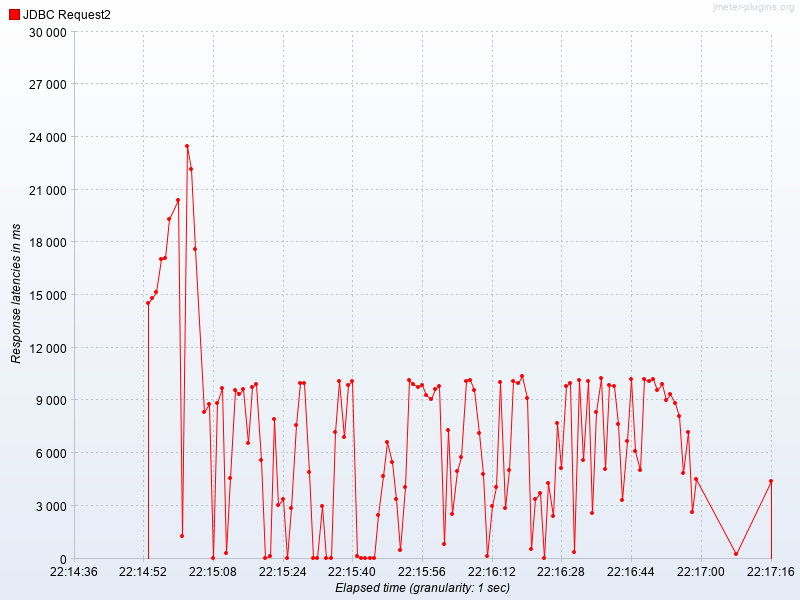 jmeter-plugins.org
JDBC Request2
30 000
27 000
24 000
21 000
18 000
15 000
12 000
9 000
6 000
3 000
0
Response latencies in ms
22:14:36 22:14:52 22:15:08 22:15:24 22:15:40 22:15:56 22:16:12 22:16:28 22:16:44 22:17:00 22:17:16
Elapsed time (granularity: 1 sec)